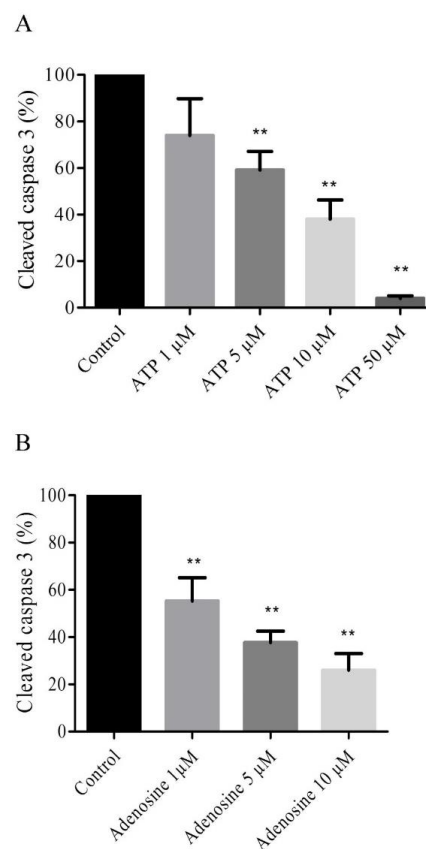 A
Cleaved caspase 3 (%)
100
80
60
40
20
0
**
**
**
Control
ATP 1 µM
ATP 5 µM
ATP 10 µM
ATP 50 µM
B
Cleaved caspase 3 (%)
100
80
60
40
20
0
**
**
**
Control
Adenosine 1µM
Adenosine 5 µM
Adenosine 10 µM